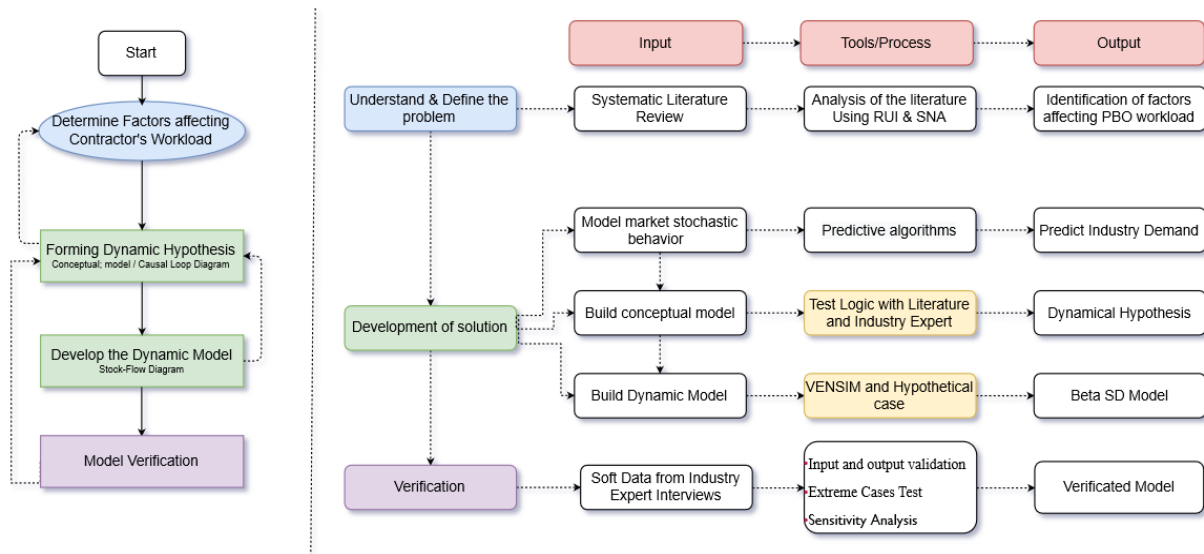 Start
Determine Factors affecting
Contractor's Workload
Forming Dynamic Hypothesis
Conceptual; model / Causal Loop Diagram
Develop the Dynamic Model
Stock-Flow Diagram
Model Verification
Input
Tools/Process
Output
Understand & Define the
problem
Systematic Literature
Review
Analysis of the literature
Using RUI & SNA
Identification of factors
affecting PBO workload
Model market stochastic
behavior
Predictive algorithms
Predict Industry Demand
Development of solution
Build conceptual model
Test Logic with Literature
and Industry Expert
Dynamical Hypothesis
Build Dynamic Model
VENSIM and Hypothetical
case
Beta SD Model
Verification
Soft Data from Industry
Expert Interviews
•Input and output validation
•Extreme Cases Test
•Sensitivity Analysis
Verificated Model